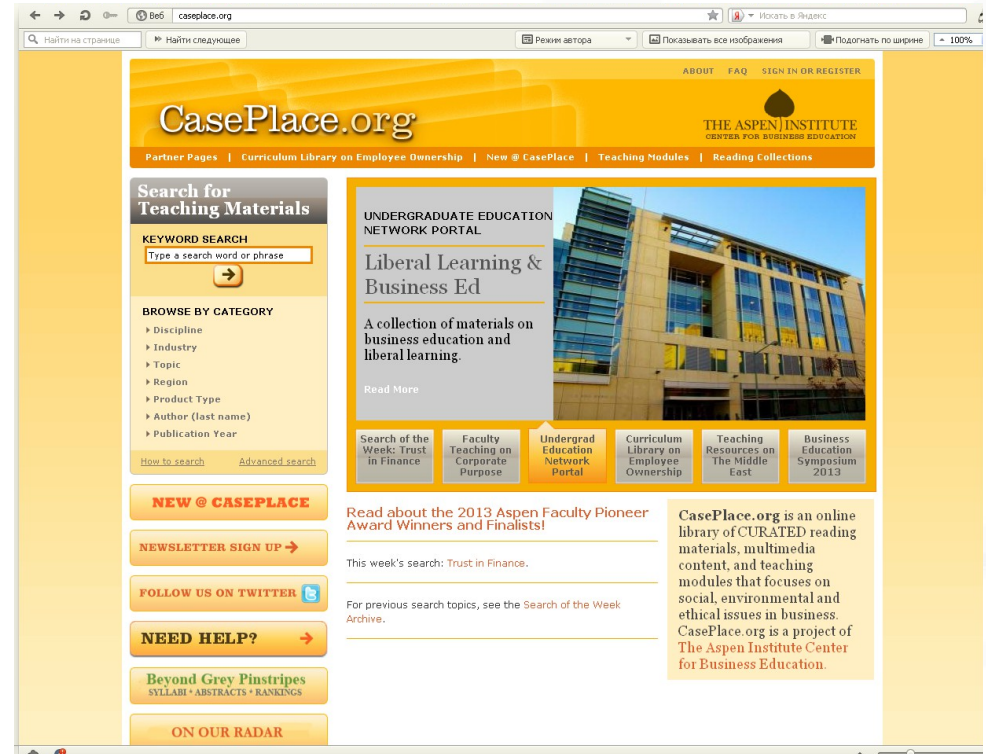 Веб caseplace.org
Искать в Яндекс
Найти на странице
Найти следующее
Режим автора
Показывать все изображения
Подогнать по ширине
100%
ABOUT FAQ SIGN IN OR REGISTER
CasePlace.org
THE ASPEN INSTITUTE
CENTER FOR BUSINESS EDUCATION
Partner Pages | Curriculum Library on Employee Ownership | New @ CasePlace | Teaching Modules | Reading Collections
Search for
Teaching Materials
KEYWORD SEARCH
Type a search word or phrase
BROWSE BY CATEGORY
Discipline
Industry
Topic
Region
Product Type
Author (last name)
Publication Year
How to search Advanced search
NEW @ CASEPLACE
NEWSLETTER SIGN UP
FOLLOW US ON TWITTER
NEED HELP?
Beyond Grey Pinstripes
SYLLABI • ABSTRACTS • RANKINGS
ON OUR RADAR
UNDERGRADUATE EDUCATION
NETWORK PORTAL
Liberal Learning &
Business Ed
A collection of materials on
business education and
liberal learning.
Read More
Search of the
Week: Trust
in Finance
Faculty
Teaching on
Corporate
Purpose
Undergrad
Education
Network
Portal
Curriculum
Library on
Employee
Ownership
Teaching
Resources on
The Middle
East
Business
Education
Symposium
2013
Read about the 2013 Aspen Faculty Pioneer
Award Winners and Finalists!
This week's search: Trust in Finance.
For previous search topics, see the Search of the Week
Archive.
CasePlace.org is an online
library of CURATED reading
materials, multimedia
content, and teaching
modules that focuses on
social, environmental and
ethical issues in business.
CasePlace.org is a project of
The Aspen Institute Center
for Business Education.